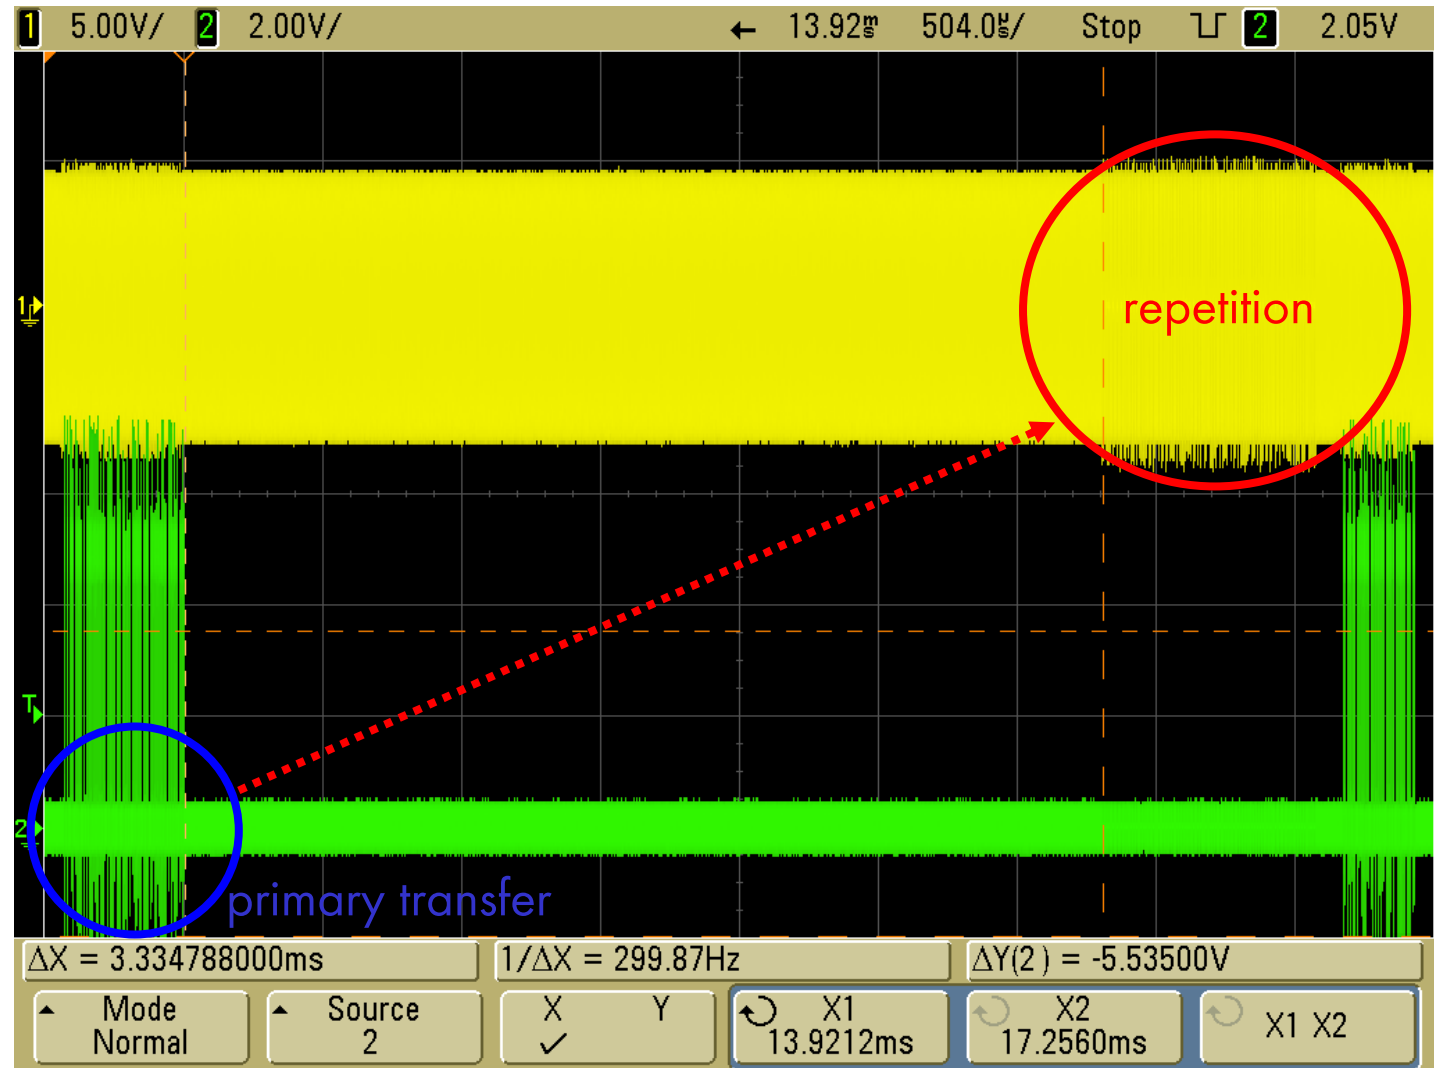 1 5.00V/ 2 2.00V/ 13.92ms 504.0us/ Stop 2 2.05V
1
repetition
T
2
primary transfer
ΔX = 3.334788000ms 1/ΔX = 299.87Hz ΔY(2) = -5.53500V
Mode Source X Y X1 X2 X1 X2
Normal 2 13.9212ms 17.2560ms